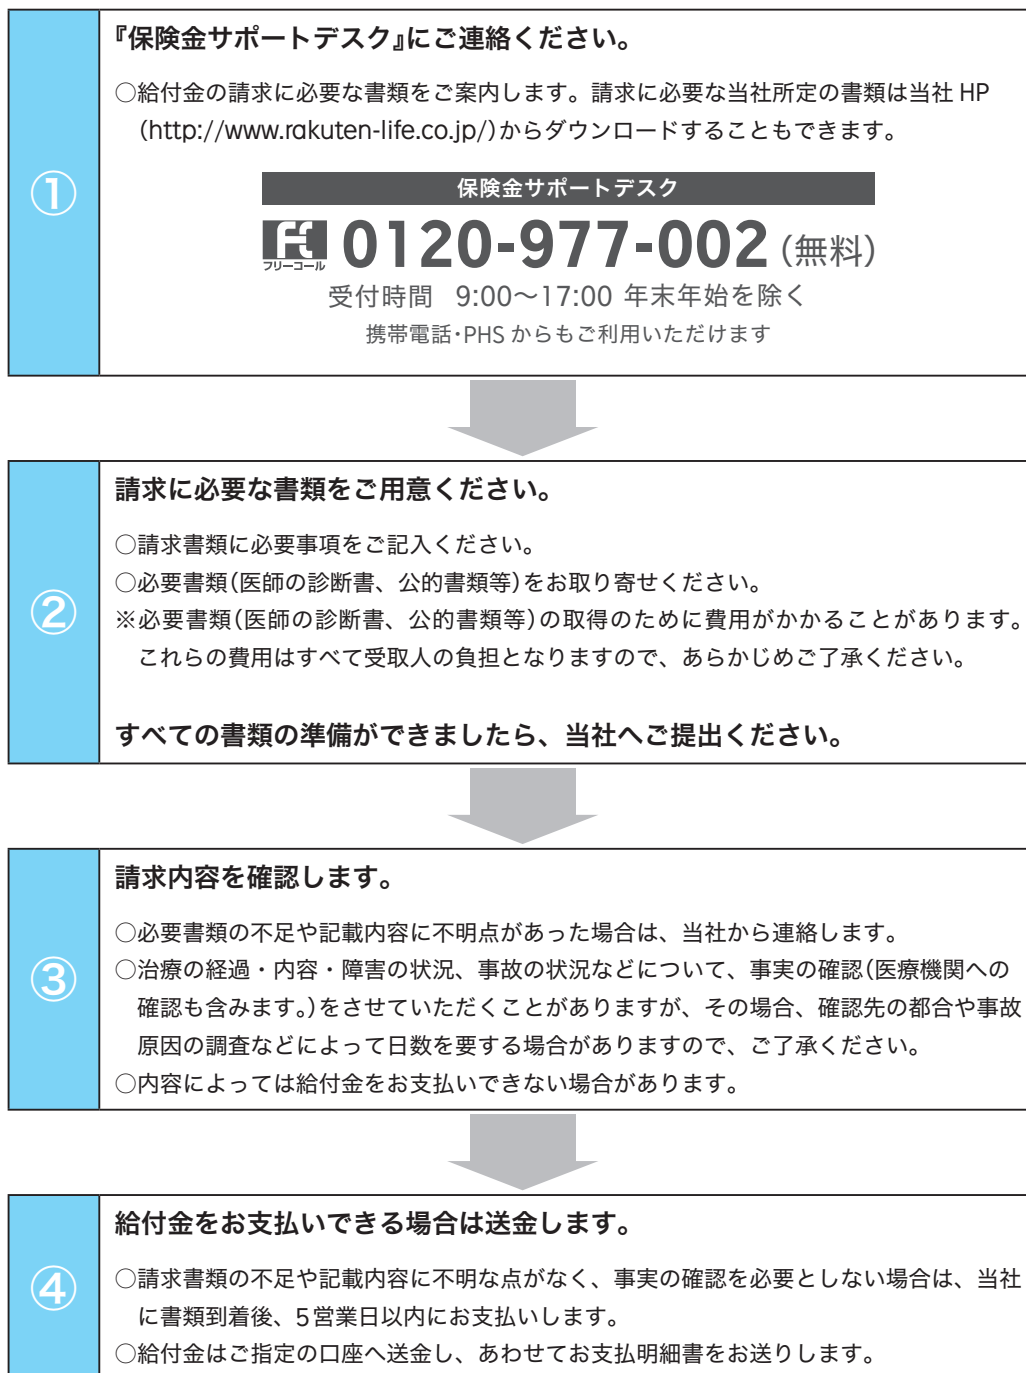 ①
『保険金サポートデスク』にご連絡ください。
○給付金の請求に必要な書類をご案内します。請求に必要な当社所定の書類は当社 HP
（http://www.rakuten-life.co.jp/）からダウンロードすることもできます。
保険金サポートデスク
フリーコール 0120-977-002（無料）
受付時間 9:00〜17:00 年末年始を除く
携帯電話・PHS からもご利用いただけます
②
請求に必要な書類をご用意ください。
○請求書類に必要事項をご記入ください。
○必要書類（医師の診断書、公的書類等）をお取り寄せください。
※必要書類（医師の診断書、公的書類等）の取得のために費用がかかることがあります。
これらの費用はすべて受取人の負担となりますので、あらかじめご了承ください。
すべての書類の準備ができましたら、当社へご提出ください。
③
請求内容を確認します。
○必要書類の不足や記載内容に不明点があった場合は、当社から連絡します。
○治療の経過・内容・障害の状況、事故の状況などについて、事実の確認（医療機関への
確認も含みます。）をさせていただくことがありますが、その場合、確認先の都合や事故
原因の調査などによって日数を要する場合がありますので、ご了承ください。
○内容によっては給付金をお支払いできない場合があります。
④
給付金をお支払いできる場合は送金します。
○請求書類の不足や記載内容に不明な点がなく、事実の確認を必要としない場合は、当社
に書類到着後、5営業日以内にお支払いします。
○給付金はご指定の口座へ送金し、あわせてお支払明細書をお送りします。